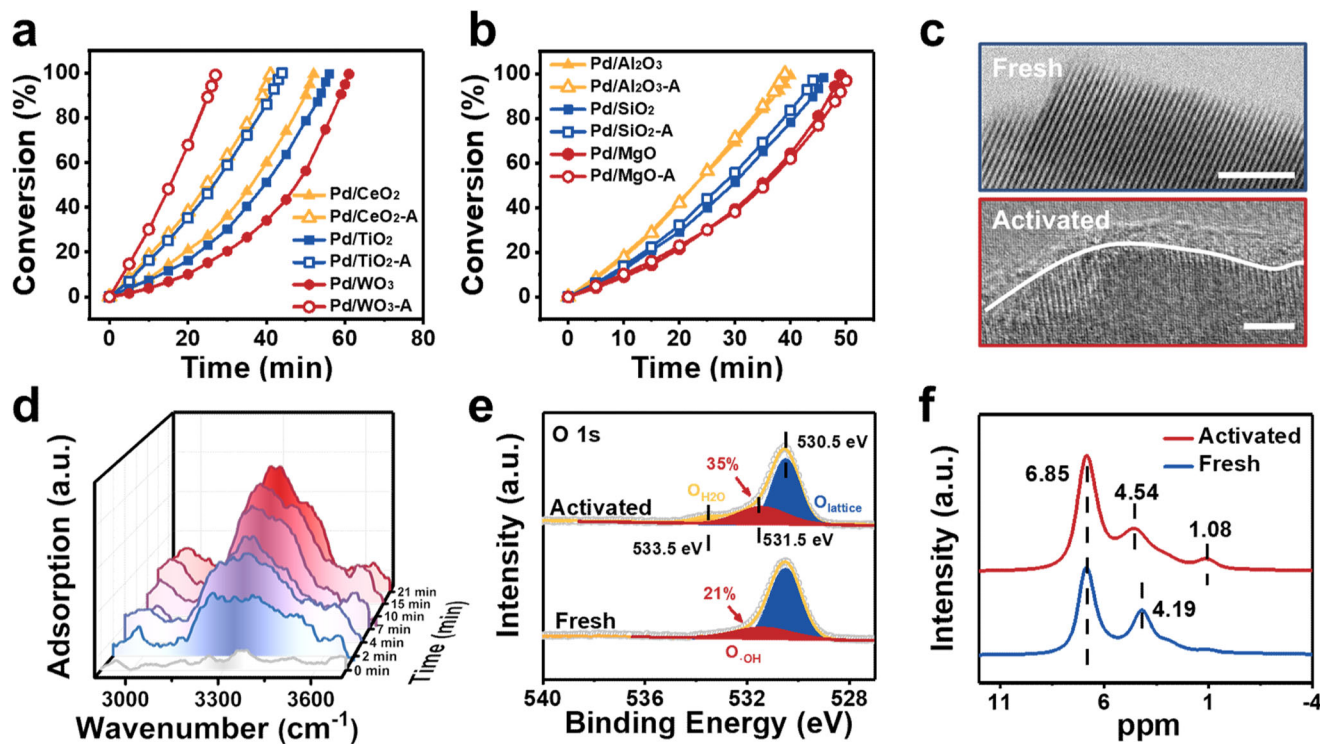 a
Conversion (%)
100
80
60
40
20
0
Pd/CeO₂
Pd/CeO₂-A
Pd/TiO₂
Pd/TiO₂-A
Pd/WO₃
Pd/WO₃-A
0 20 40 60 80
Time (min)
b
Conversion (%)
100
80
60
40
20
0
Pd/Al₂O₃
Pd/Al₂O₃-A
Pd/SiO₂
Pd/SiO₂-A
Pd/MgO
Pd/MgO-A
0 10 20 30 40 50
Time (min)
c
Fresh
Activated
d
Adsorption (a.u.)
21 min
15 min
10 min
7 min
4 min
2 min
0 min
Time (min)
3000 3300 3600
Wavenumber (cm⁻¹)
e
Intensity (a.u.)
O 1s
530.5 eV
35%
O_H2O
Activated
O_lattice
533.5 eV
531.5 eV
21%
Fresh
O_-OH
540 536 532 528
Binding Energy (eV)
f
Intensity (a.u.)
Activated
Fresh
6.85
4.54
1.08
4.19
11 6 1 -4
ppm